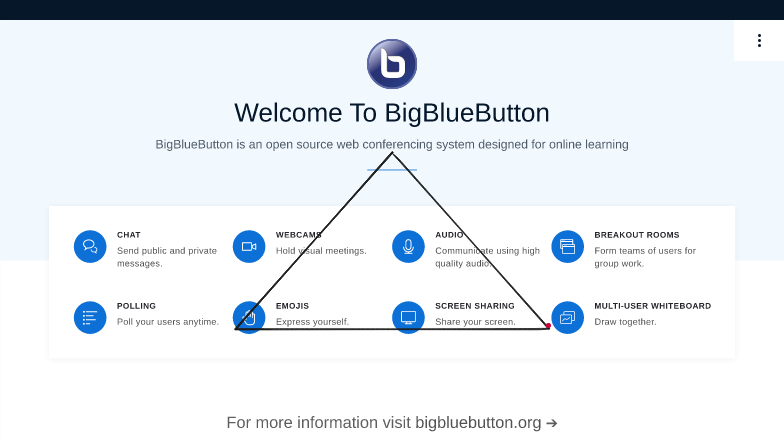 Welcome To BigBlueButton
BigBlueButton is an open source web conferencing system designed for online learning
CHAT
Send public and private
messages.
WEBCAMS
Hold visual meetings.
AUDIO
Communicate using high
quality audio.
BREAKOUT ROOMS
Form teams of users for
group work.
POLLING
Poll your users anytime.
EMOJIS
Express yourself.
SCREEN SHARING
Share your screen.
MULTI-USER WHITEBOARD
Draw together.
For more information visit bigbluebutton.org →